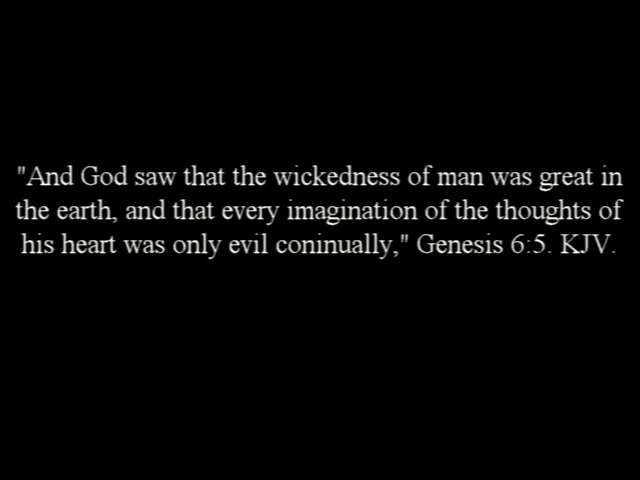 "And God saw that the wickedness of man was great in
the earth, and that every imagination of the thoughts of
his heart was only evil coninually," Genesis 6:5. KJV.